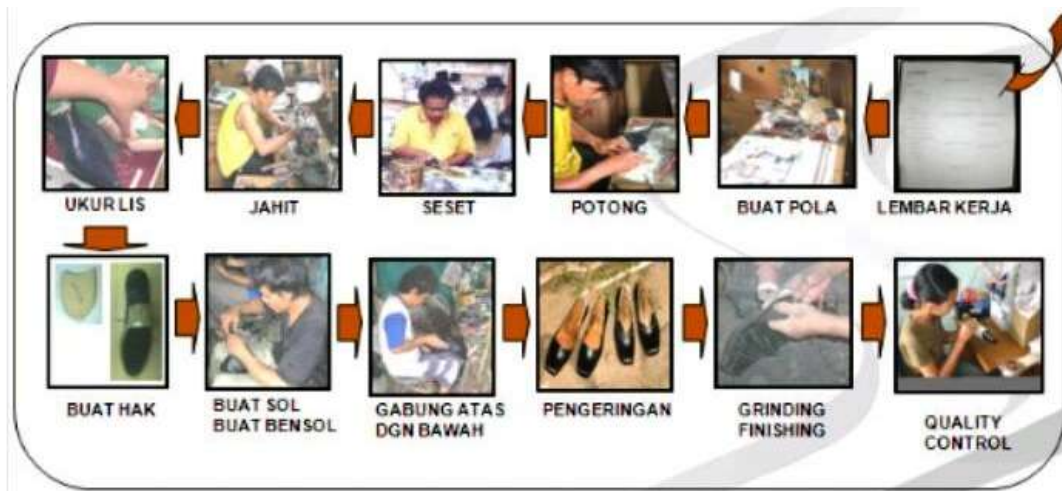 UKUR LIS
JAHIT
SESET
POTONG
BUAT POLA
LEMBAR KERJA
BUAT HAK
BUAT SOL
BUAT BENSOL
GABUNG ATAS
DGN BAWAH
PENGERINGAN
GRINDING
FINISHING
QUALITY
CONTROL